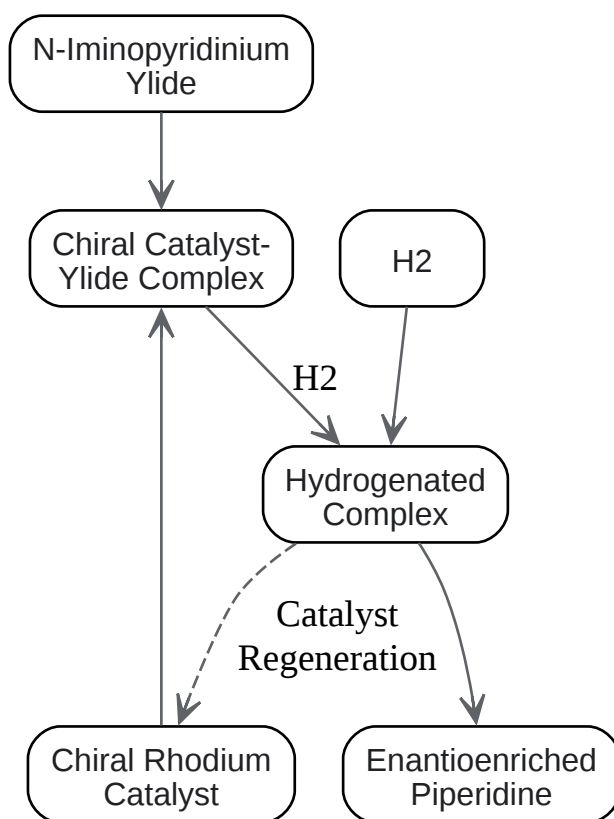 N-Iminopyridinium
Ylide
Chiral Catalyst-
Ylide Complex
H2
H2
Hydrogenated
Complex
Catalyst
Regeneration
Chiral Rhodium
Catalyst
Enantioenriched
Piperidine